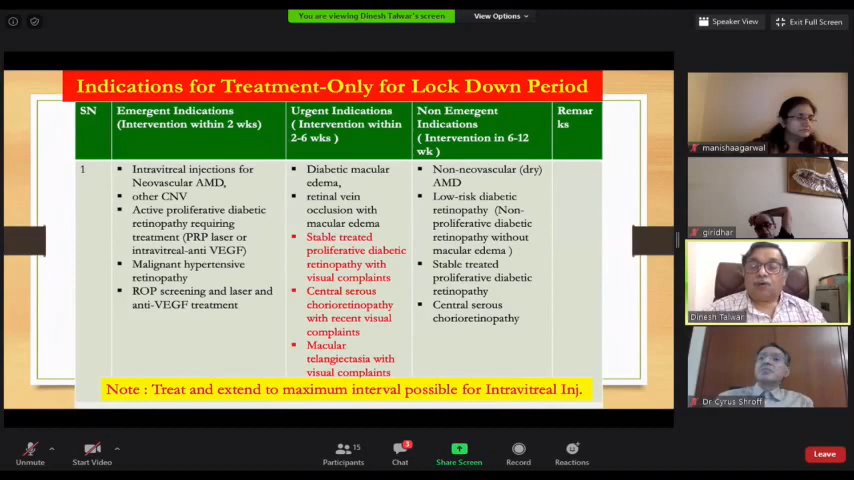 You are viewing Dinesh Talwar's screen
View Options
Speaker View
Exit Full Screen
Indications for Treatment-Only for Lock Down Period
SN
Emergent Indications
(Intervention within 2 wks)
Urgent Indications
( Intervention within
2-6 wks )
Non Emergent
Indications
( Intervention in 6-12
wk )
Remar
ks
1
Intravitreal injections for
Neovascular AMD,
other CNV
Active proliferative diabetic
retinopathy requiring
treatment (PRP laser or
intravitreal-anti VEGF)
Malignant hypertensive
retinopathy
ROP screening and laser and
anti-VEGF treatment
Diabetic macular
edema,
retinal vein
occlusion with
macular edema
Stable treated
proliferative diabetic
retinopathy with
visual complaints
Central serous
chorioretinopathy
with recent visual
complaints
Macular
telangiectasia with
visual complaints
Non-neovascular (dry)
AMD
Low-risk diabetic
retinopathy (Non-
proliferative diabetic
retinopathy without
macular edema )
Stable treated
proliferative diabetic
retinopathy
Central serous
chorioretinopathy
Note : Treat and extend to maximum interval possible for Intravitreal Inj.
manishaagarwal
giridhar
Dinesh Talwar
Dr Cyrus Shroff
Unmute
Start Video
15
Participants
3
Chat
Share Screen
Record
Reactions
Leave